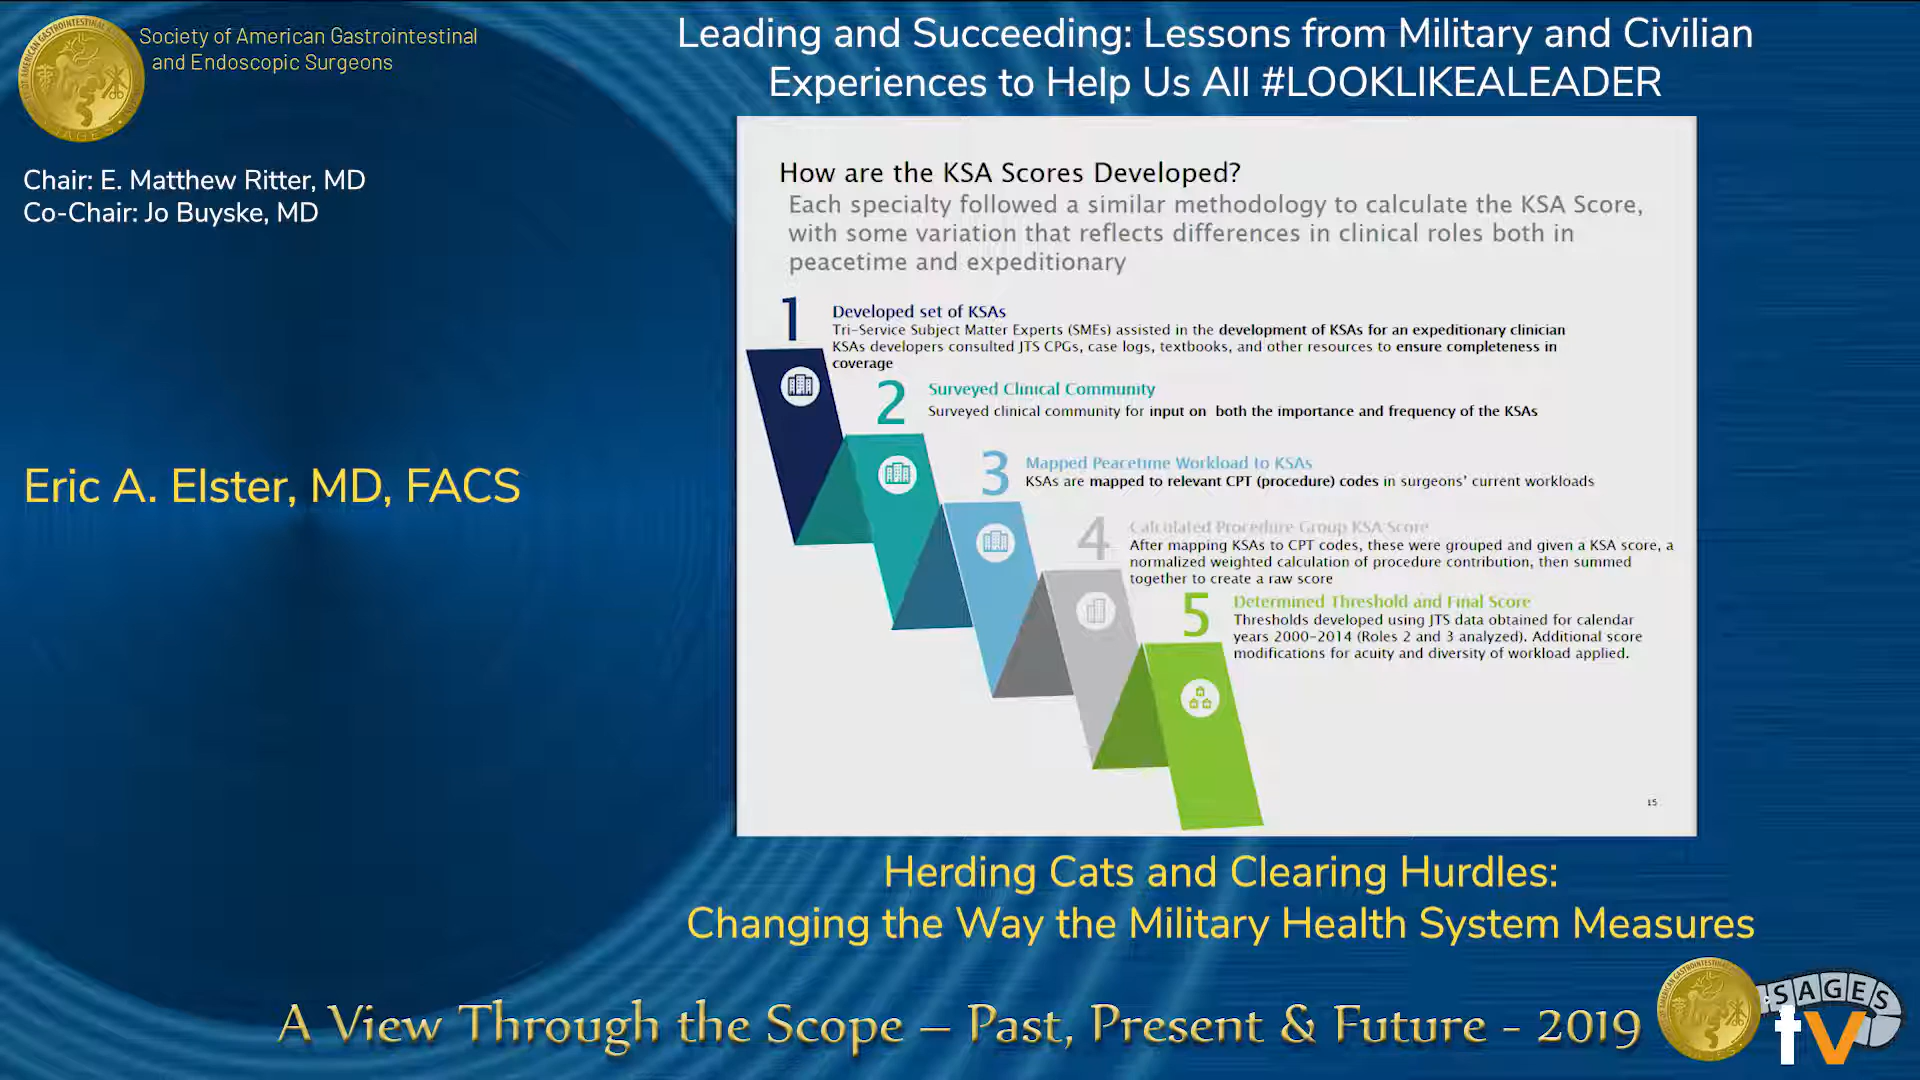 Society of American Gastrointestinal
and Endoscopic Surgeons
Leading and Succeeding: Lessons from Military and Civilian
Experiences to Help Us All #LOOKLIKEALEADER
Chair: E. Matthew Ritter, MD
Co-Chair: Jo Buyske, MD
Eric A. Elster, MD, FACS
How are the KSA Scores Developed?
Each specialty followed a similar methodology to calculate the KSA Score,
with some variation that reflects differences in clinical roles both in
peacetime and expeditionary
1
Developed set of KSAs
Tri-Service Subject Matter Experts (SMEs) assisted in the development of KSAs for an expeditionary clinician
KSAs developers consulted JTS CPGs, case logs, textbooks, and other resources to ensure completeness in
coverage
2
Surveyed Clinical Community
Surveyed clinical community for input on both the importance and frequency of the KSAs
3
Mapped Peacetime Workload to KSAs
KSAs are mapped to relevant CPT (procedure) codes in surgeons' current workloads
4
Calculated Procedure Group KSA Score
After mapping KSAs to CPT codes, these were grouped and given a KSA score, a
normalized weighted calculation of procedure contribution, then summed
together to create a raw score
5
Determined Threshold and Final Score
Thresholds developed using JTS data obtained for calendar
years 2000-2014 (Roles 2 and 3 analyzed). Additional score
modifications for acuity and diversity of workload applied.
15
Herding Cats and Clearing Hurdles:
Changing the Way the Military Health System Measures
A View Through the Scope – Past, Present & Future - 2019
SAGES
tv